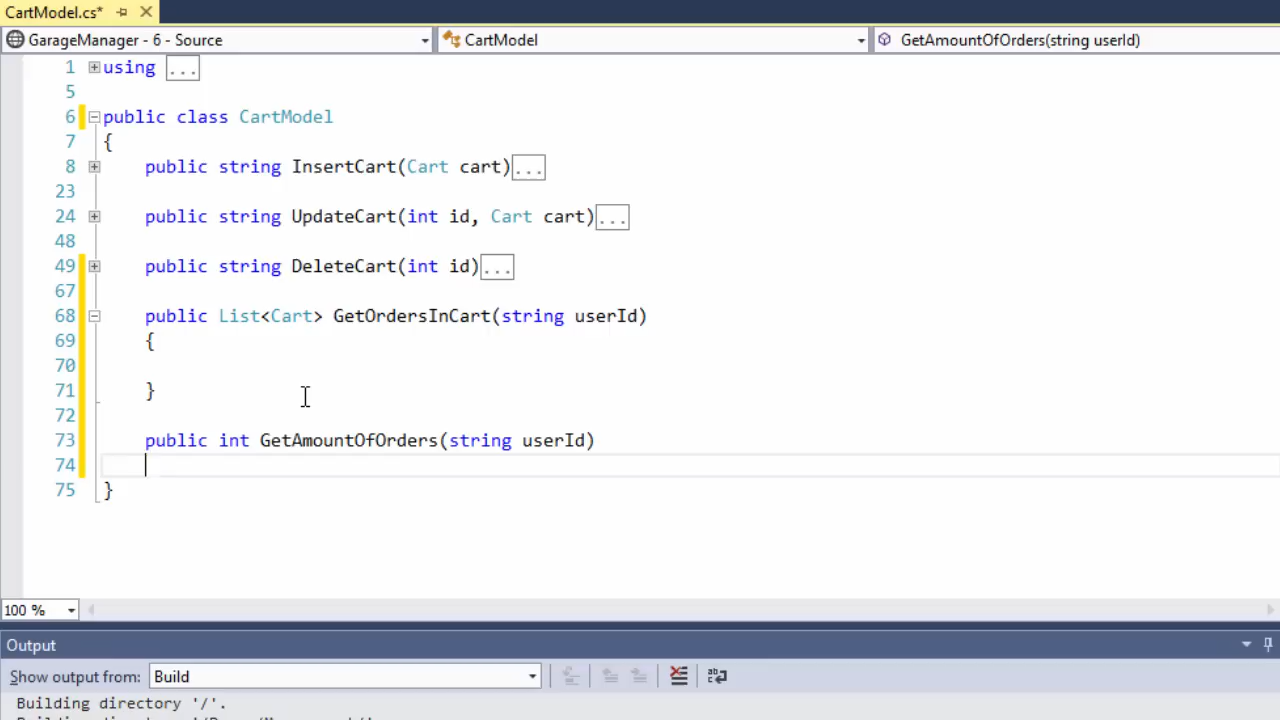 CartModel.cs*
GarageManager - 6 - Source CartModel GetAmountOfOrders(string userId)
1 using ...
5
6 public class CartModel
7 {
8 public string InsertCart(Cart cart)...
23
24 public string UpdateCart(int id, Cart cart)...
48
49 public string DeleteCart(int id)...
67
68 public List<Cart> GetOrdersInCart(string userId)
69 {
70
71 }
72
73 public int GetAmountOfOrders(string userId)
74
75 }
100 %
Output
Show output from: Build
Building directory '/'.